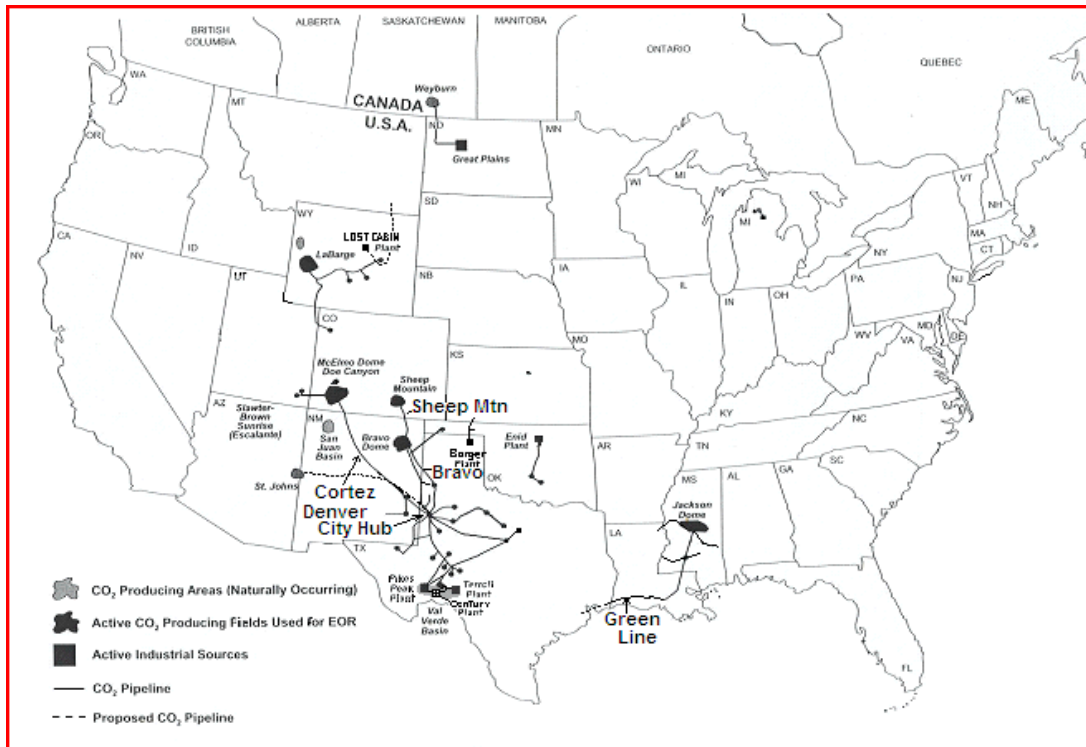 BRITISH
COLUMBIA
ALBERTA
SASKATCHEWAN
MANITOBA
ONTARIO
QUEBEC
WA
MT
Weyburn
CANADA
U.S.A.
ND
MN
ME
OR
Great Plains
VT
NH
WI
MI
MI
MA
CT
SD
WY
LOST CABIN
Plant
LaBarge
CA
ID
NV
UT
NB
IA
NY
PA
NJ
IL
IN
OH
MD
DE
WV
VA
CO
MO
KS
McElmo Dome
Doe Canyon
Sheep
Mountain
Sheep Mtn
KY
AZ
Slawter-
Brown
Sunrise
(Escalante)
NM
San
Juan
Basin
Bravo
Dome
Bravo
Borger
Plant
Enid
Plant
OK
AR
TN
NC
SC
St. Johns
Cortez
Denver
City Hub
MS
AL
GA
Jackson
Dome
TX
LA
Pikes
Peak
Plant
Terrell
Plant
Century
Plant
Val
Verde
Basin
Green
Line
FL
CO₂ Producing Areas (Naturally Occurring)
Active CO₂ Producing Fields Used for EOR
Active Industrial Sources
CO₂ Pipeline
Proposed CO₂ Pipeline